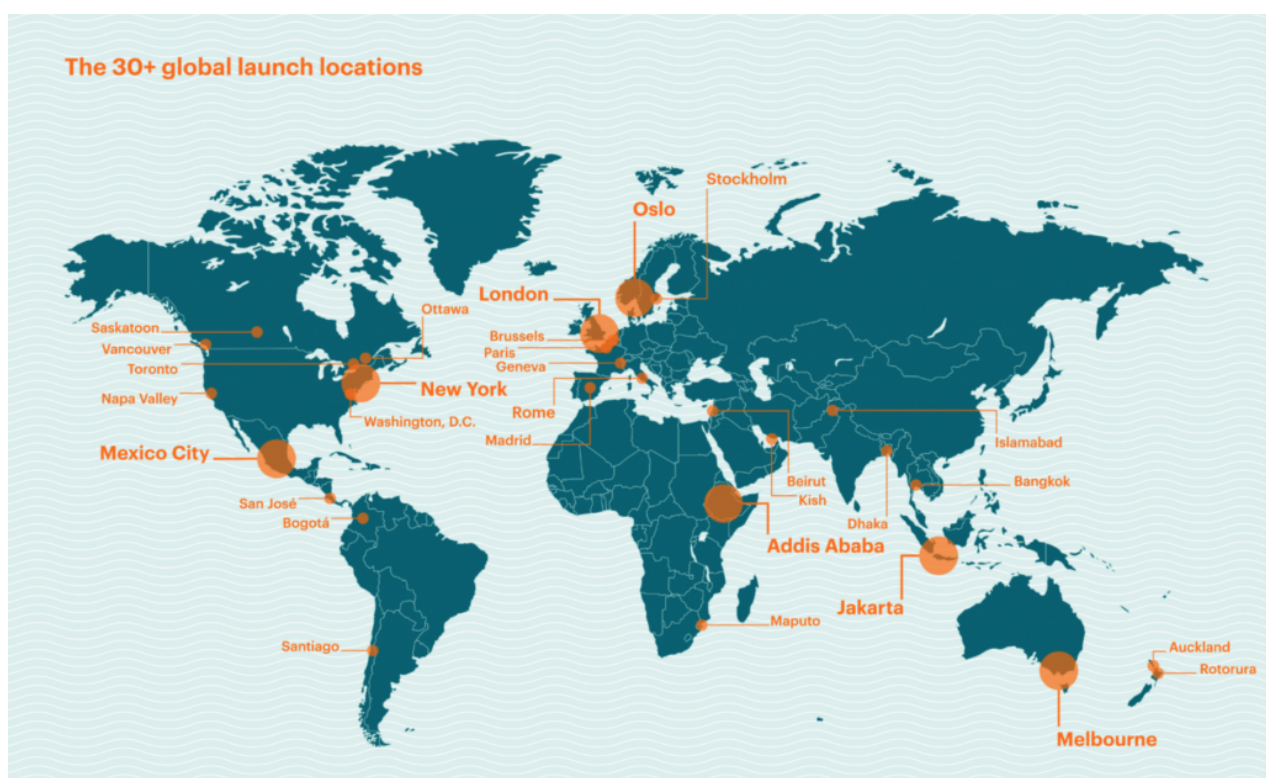 The 30+ global launch locations
Stockholm
Oslo
London
Ottawa
Saskatoon
Brussels
Vancouver
Paris
Toronto
Geneva
New York
Napa Valley
Rome
Washington, D.C.
Madrid
Islamabad
Mexico City
Beirut
Bangkok
Kish
San José
Bogotá
Dhaka
Addis Ababa
Jakarta
Maputo
Santiago
Auckland
Rotorura
Melbourne